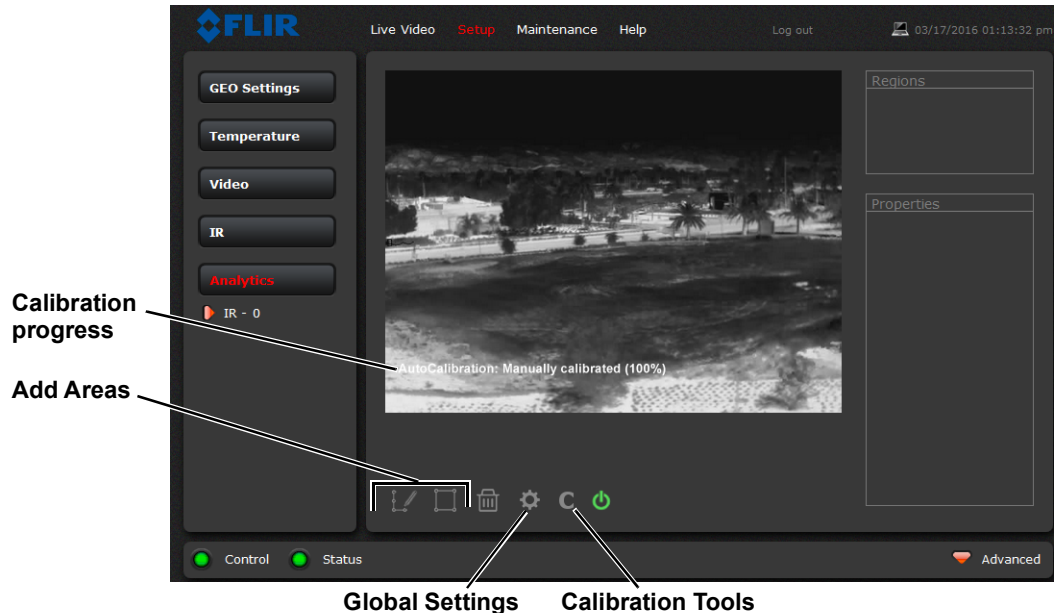 FLIR
Live Video Setup Maintenance Help Log out 03/17/2016 01:13:32 pm
GEO Settings
Temperature
Video
IR
Analytics
IR - 0
Regions
Properties
AutoCalibration: Manually calibrated (100%)
Calibration
progress
Add Areas
C
Control Status Advanced
Global Settings Calibration Tools